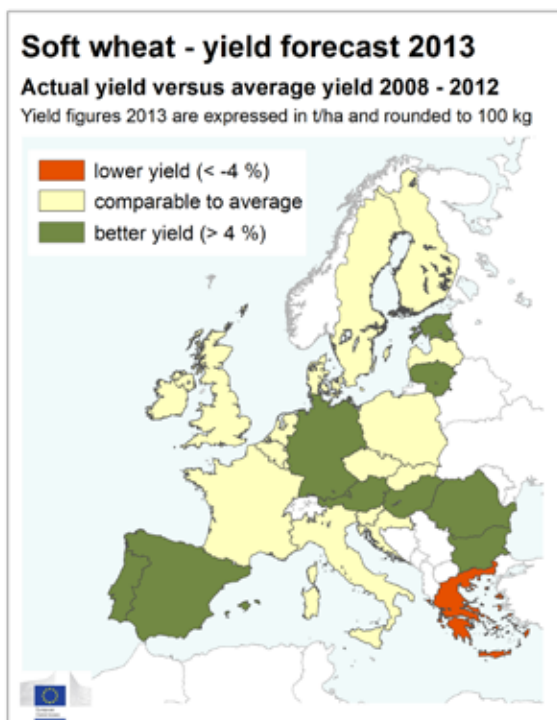 Soft wheat - yield forecast 2013
Actual yield versus average yield 2008 - 2012
Yield figures 2013 are expressed in t/ha and rounded to 100 kg
lower yield (< -4 %)
comparable to average
better yield (> 4 %)